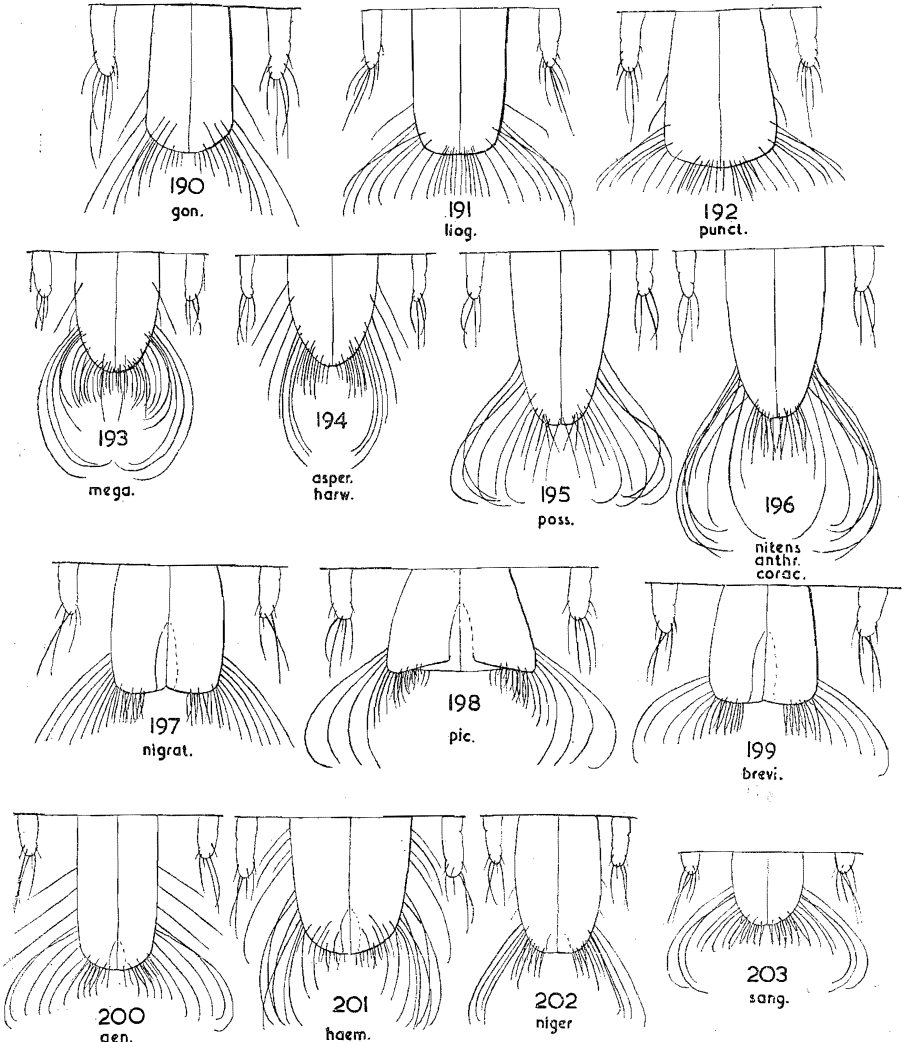 190
gon.
191
liog.
192
punct.
193
mega.
194
asper.
harw.
195
poss.
196
nitens
anthr.
corac.
197
nigrat.
198
pic.
199
brevi.
200
aen.
201
haem.
202
niger
203
sang.